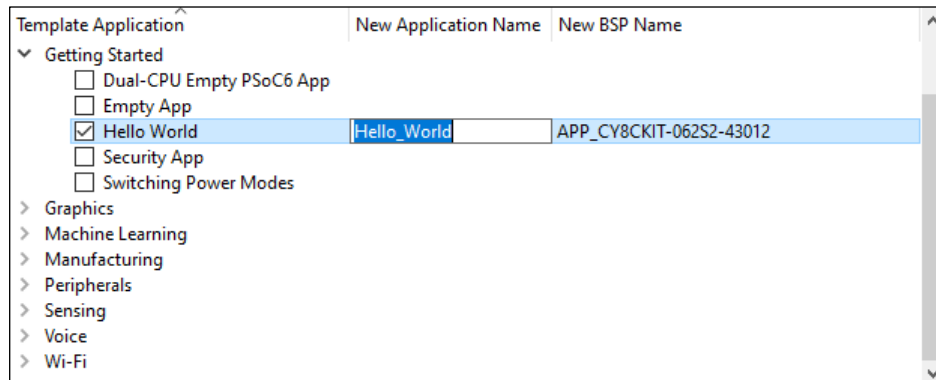 Template Application New Application Name New BSP Name
Getting Started
Dual-CPU Empty PSoC6 App
Empty App
Hello World Hello_World APP_CY8CKIT-062S2-43012
Security App
Switching Power Modes
Graphics
Machine Learning
Manufacturing
Peripherals
Sensing
Voice
Wi-Fi